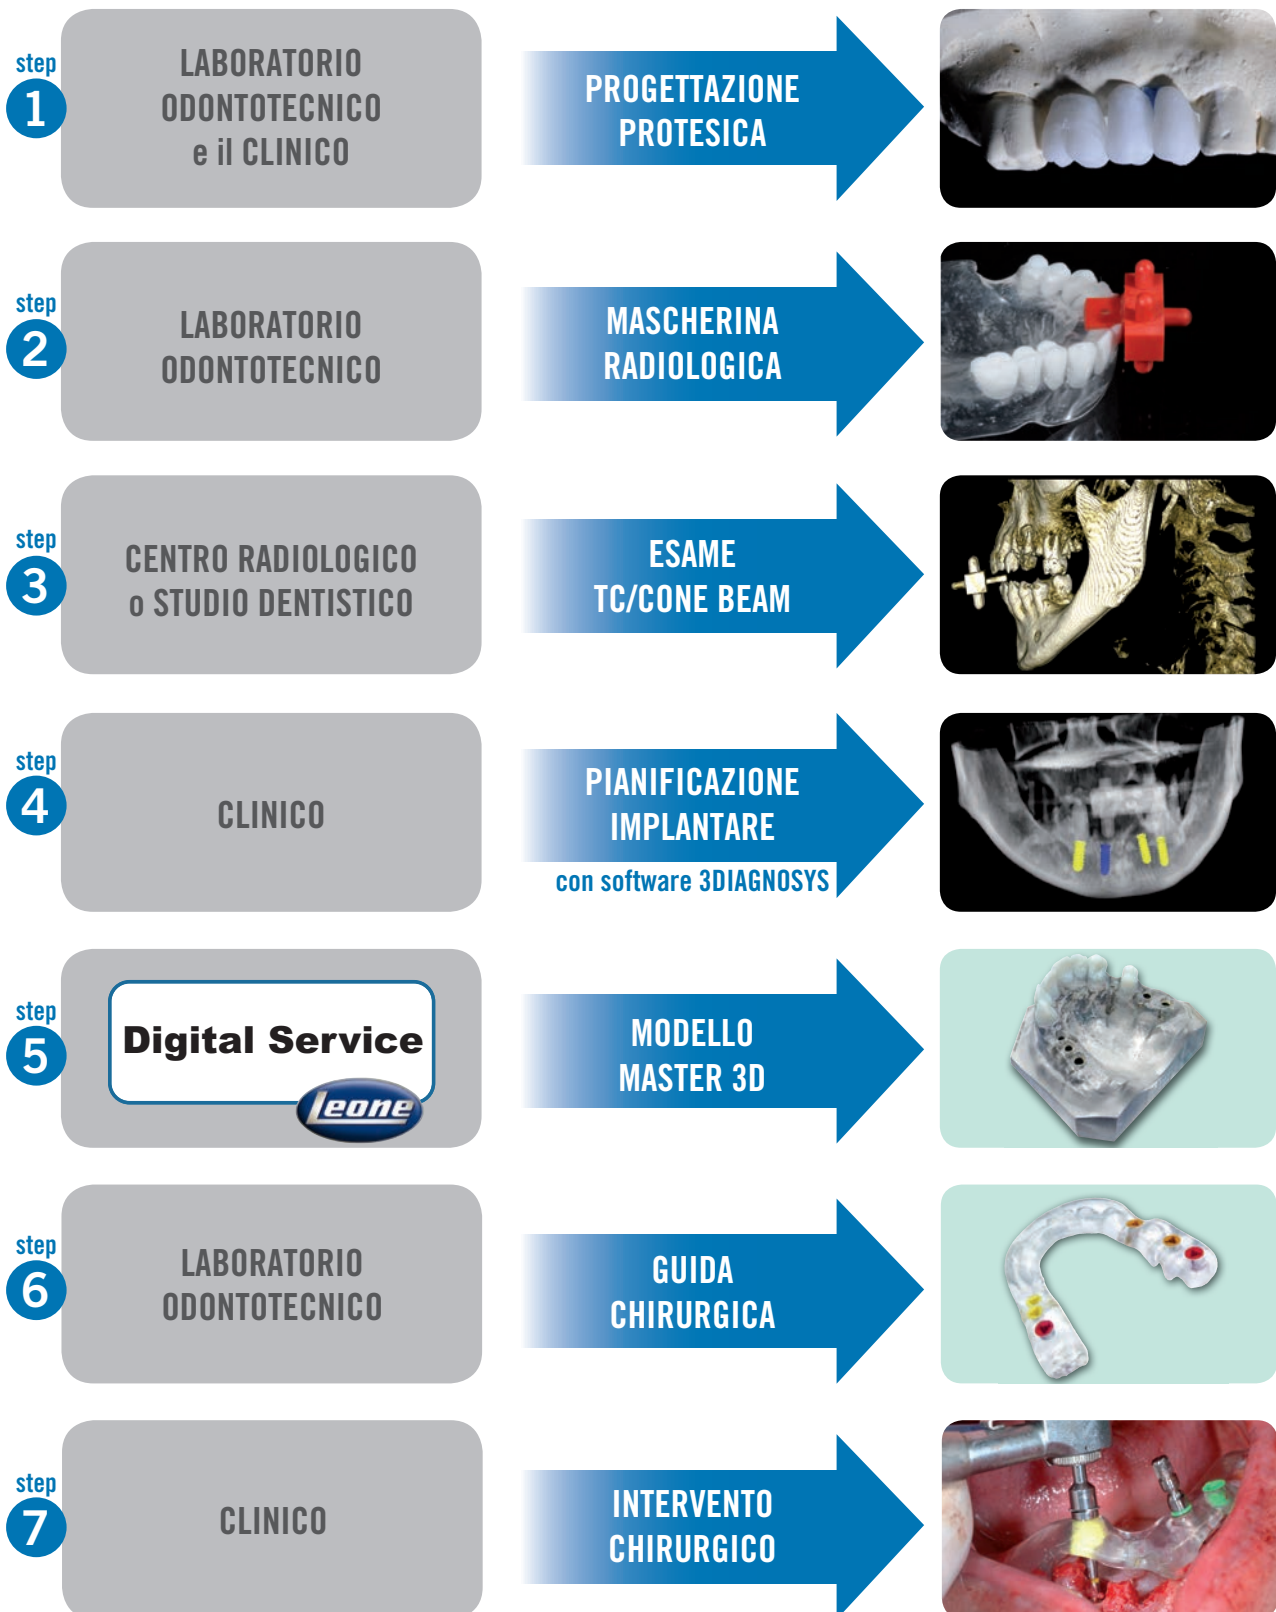 step
1
LABORATORIO
ODONTOTECNICO
e il CLINICO
PROGETTAZIONE
PROTESICA
step
2
LABORATORIO
ODONTOTECNICO
MASCHERINA
RADIOLOGICA
step
3
CENTRO RADIOLOGICO
o STUDIO DENTISTICO
ESAME
TC/CONE BEAM
step
4
CLINICO
PIANIFICAZIONE
IMPLANTARE
con software 3DIAGNOSYS
step
5
Digital Service
Leone
MODELLO
MASTER 3D
step
6
LABORATORIO
ODONTOTECNICO
GUIDA
CHIRURGICA
step
7
CLINICO
INTERVENTO
CHIRURGICO